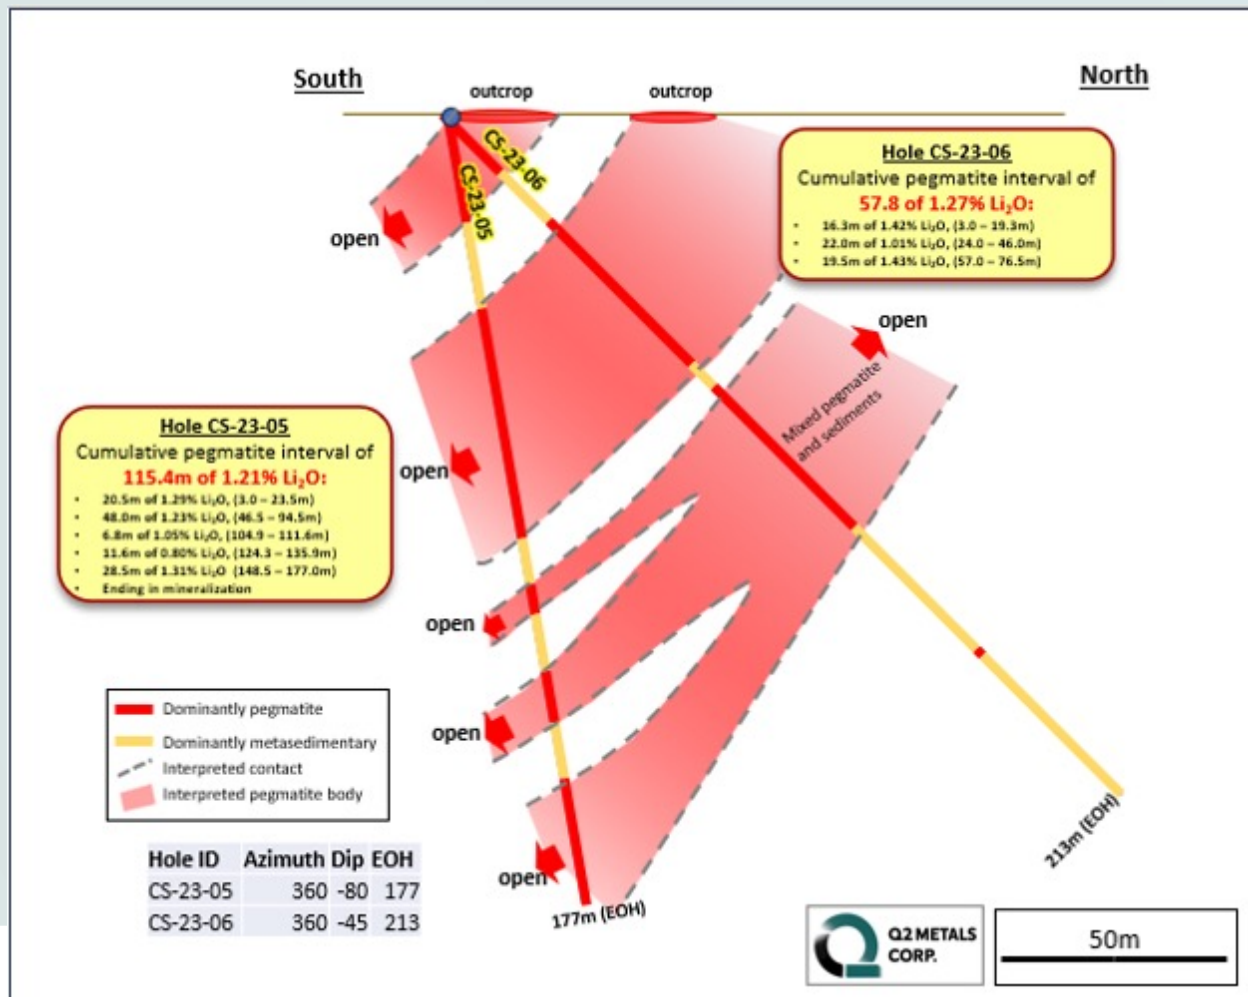 South
outcrop
outcrop
North
CS-23-06
CS-23-05
Hole CS-23-06
Cumulative pegmatite interval of
57.8 of 1.27% Li₂O:
• 16.3m of 1.42% Li₂O, (3.0 – 19.3m)
• 22.0m of 1.01% Li₂O, (24.0 – 46.0m)
• 19.5m of 1.43% Li₂O, (57.0 – 76.5m)
open
open
Mixed pegmatite
and sediments
Hole CS-23-05
Cumulative pegmatite interval of
115.4m of 1.21% Li₂O:
• 20.5m of 1.29% Li₂O, (3.0 – 23.5m)
• 48.0m of 1.23% Li₂O, (46.5 – 94.5m)
• 6.8m of 1.05% Li₂O, (104.9 – 111.6m)
• 11.6m of 0.80% Li₂O, (124.3 – 135.9m)
• 28.5m of 1.31% Li₂O (148.5 – 177.0m)
• Ending in mineralization
open
open
open
open
Dominantly pegmatite
Dominantly metasedimentary
Interpreted contact
Interpreted pegmatite body
213m (EOH)
177m (EOH)
Hole ID Azimuth Dip EOH
CS-23-05 360 -80 177
CS-23-06 360 -45 213
Q2 METALS
CORP.
50m